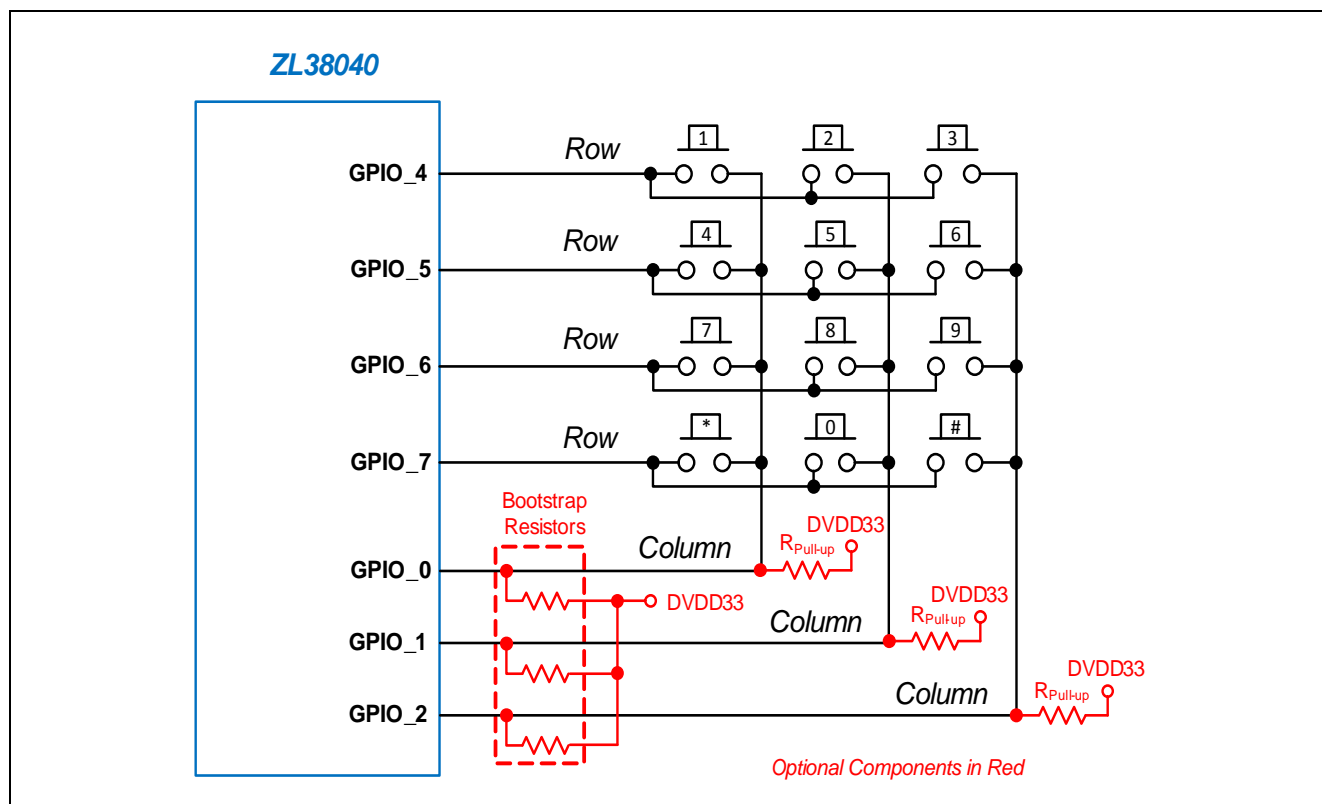 ZL38040
GPIO_4 Row 1 2 3
GPIO_5 Row 4 5 6
GPIO_6 Row 7 8 9
GPIO_7 Row * 0 #
Bootstrap
Resistors
GPIO_0 Column RPull-up DVDD33
DVDD33
GPIO_1 Column RPull-up DVDD33
GPIO_2 Column RPull-up DVDD33
Optional Components in Red